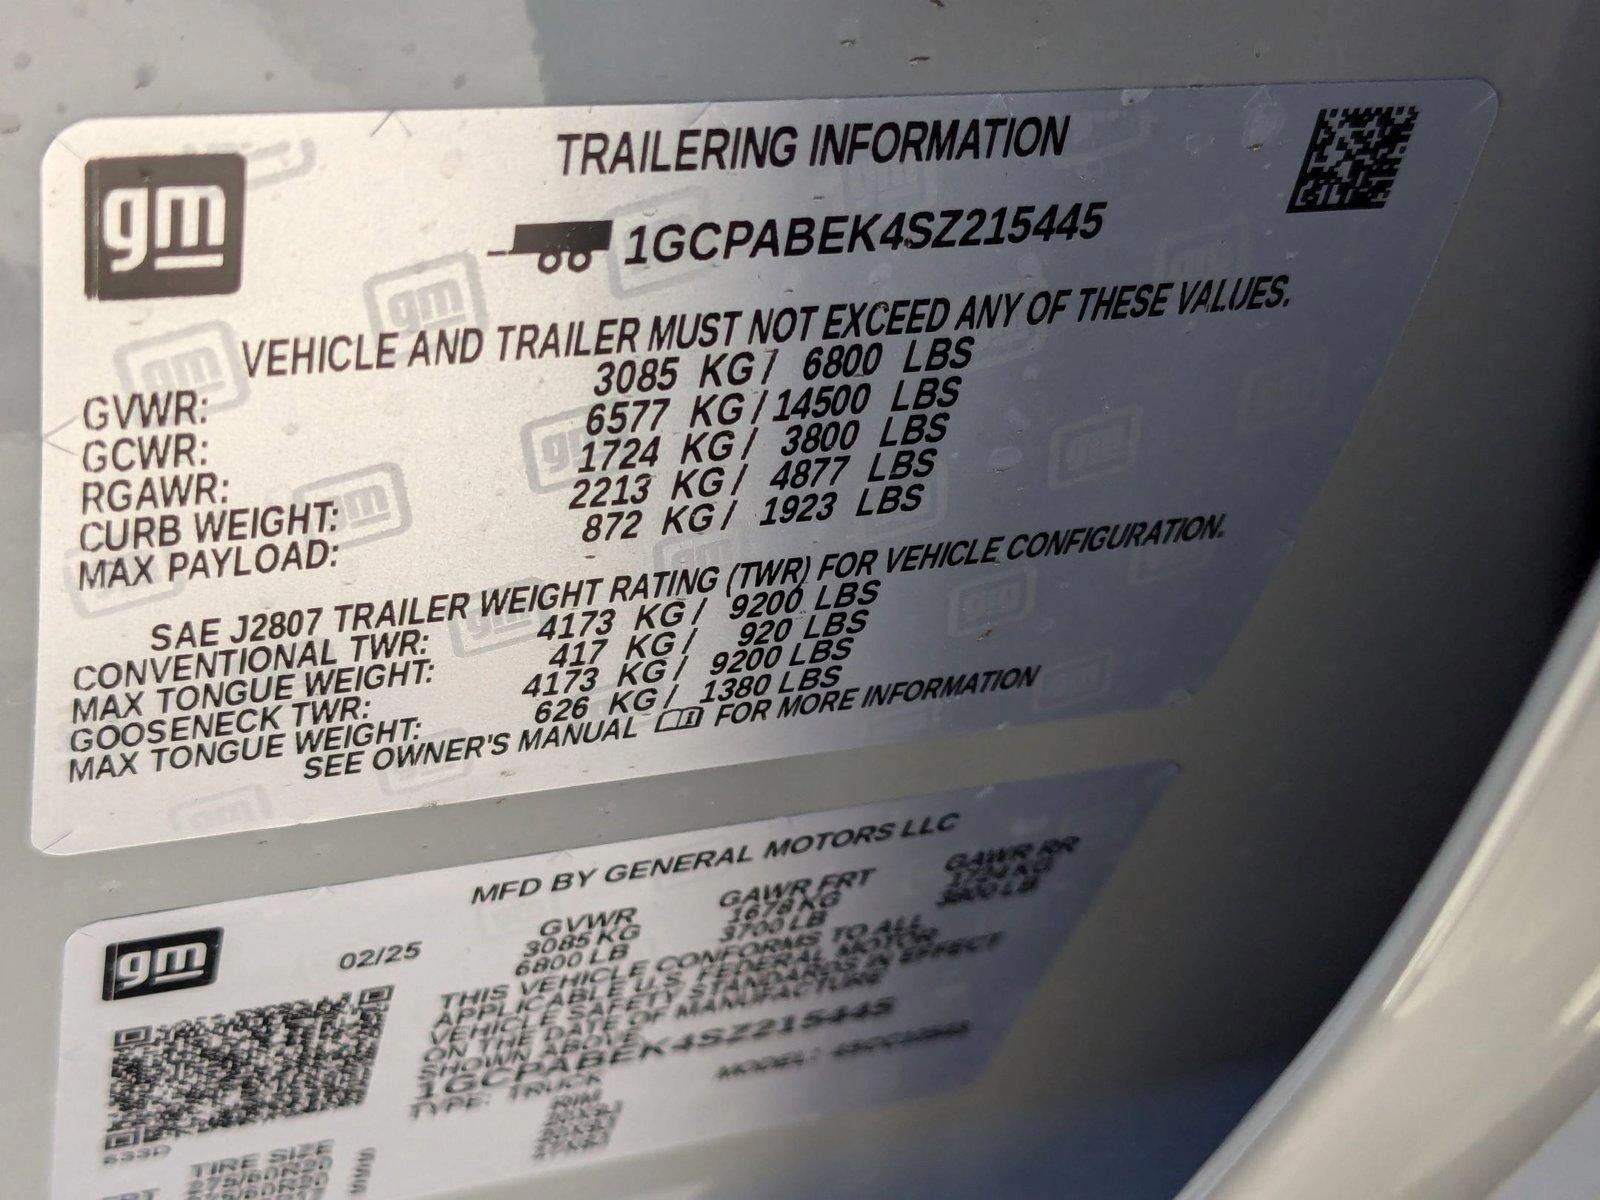 gm
TRAILERING INFORMATION
1GCPABEK4SZ215445
VEHICLE AND TRAILER MUST NOT EXCEED ANY OF THESE VALUES.
GVWR: 3085 KG / 6800 LBS
GCWR: 6577 KG / 14500 LBS
RGAWR: 1724 KG / 3800 LBS
CURB WEIGHT: 2213 KG / 4877 LBS
MAX PAYLOAD: 872 KG / 1923 LBS
SAE J2807 TRAILER WEIGHT RATING (TWR) FOR VEHICLE CONFIGURATION.
CONVENTIONAL TWR: 4173 KG / 9200 LBS
MAX TONGUE WEIGHT: 417 KG / 920 LBS
GOOSENECK TWR: 4173 KG / 9200 LBS
MAX TONGUE WEIGHT: 626 KG / 1380 LBS
SEE OWNER'S MANUAL FOR MORE INFORMATION
MFD BY GENERAL MOTORS LLC
gm
02/25
GVWR GAWR FRT GAWR RR
3085 KG 1678 KG 1724 KG
6800 LB 3700 LB 3800 LB
THIS VEHICLE CONFORMS TO ALL
APPLICABLE U.S. FEDERAL MOTOR
VEHICLE SAFETY STANDARDS IN EFFECT
ON THE DATE OF MANUFACTURE
SHOWN ABOVE.
1GCPABEK4SZ215445
TYPE: TRUCK MODEL:
TIRE SIZE